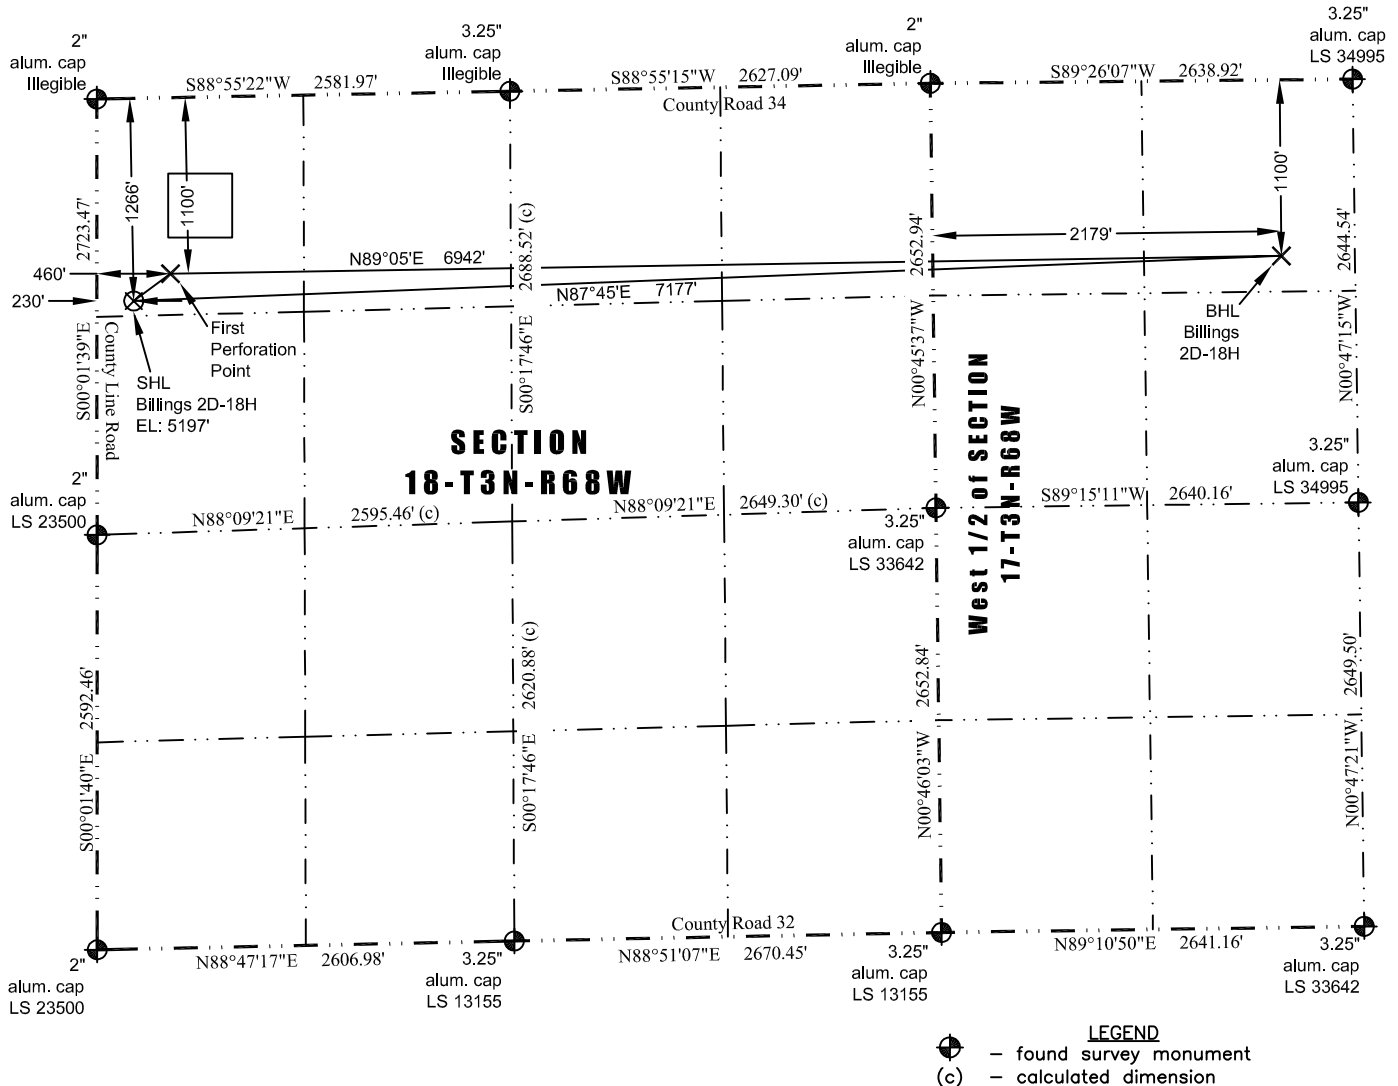 2"
alum. cap
Illegible
S88°55'22"W 2581.97'
3.25"
alum. cap
Illegible
S88°55'15"W 2627.09'
County Road 34
2"
alum. cap
Illegible
S89°26'07"W 2638.92'
3.25"
alum. cap
LS 34995
1266'
1100'
1100'
2723.47'
S00°01'39"E
County Line Road
460'
230'
N89°05'E 6942'
N87°45'E 7177'
2688.52' (c)
S00°17'46"E
2652.94'
N00°45'37"W
2179'
2644.54'
N00°47'15"W
First
Perforation
Point
SHL
Billings 2D-18H
EL: 5197'
BHL
Billings
2D-18H
SECTION
18-T3N-R68W
West 1/2 of SECTION
17-T3N-R68W
2"
alum. cap
LS 23500
N88°09'21"E 2595.46' (c)
N88°09'21"E 2649.30' (c)
3.25"
alum. cap
LS 33642
S89°15'11"W 2640.16'
3.25"
alum. cap
LS 34995
2592.46'
S00°01'40"E
2620.88' (c)
S00°17'46"E
2652.84'
N00°46'03"W
2649.50'
N00°47'21"W
2"
alum. cap
LS 23500
N88°47'17"E 2606.98'
3.25"
alum. cap
LS 13155
County Road 32
N88°51'07"E 2670.45'
3.25"
alum. cap
LS 13155
N89°10'50"E 2641.16'
3.25"
alum. cap
LS 33642
LEGEND
– found survey monument
(c) – calculated dimension